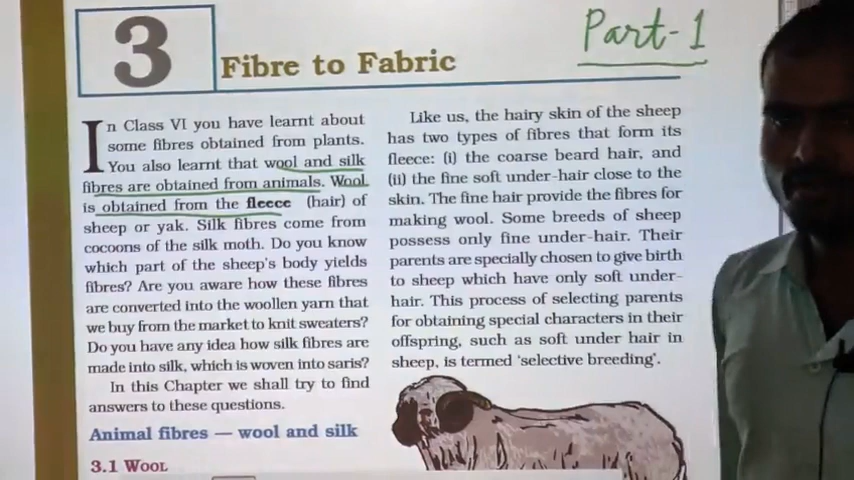 3
Fibre to Fabric
Part-1
In Class VI you have learnt about
some fibres obtained from plants.
You also learnt that wool and silk
fibres are obtained from animals. Wool
is obtained from the fleece (hair) of
sheep or yak. Silk fibres come from
cocoons of the silk moth. Do you know
which part of the sheep's body yields
fibres? Are you aware how these fibres
are converted into the woollen yarn that
we buy from the market to knit sweaters?
Do you have any idea how silk fibres are
made into silk, which is woven into saris?
In this Chapter we shall try to find
answers to these questions.
Animal fibres — wool and silk
3.1 WOOL
Like us, the hairy skin of the sheep
has two types of fibres that form its
fleece: (i) the coarse beard hair, and
(ii) the fine soft under-hair close to the
skin. The fine hair provide the fibres for
making wool. Some breeds of sheep
possess only fine under-hair. Their
parents are specially chosen to give birth
to sheep which have only soft under-
hair. This process of selecting parents
for obtaining special characters in their
offspring, such as soft under hair in
sheep, is termed 'selective breeding'.